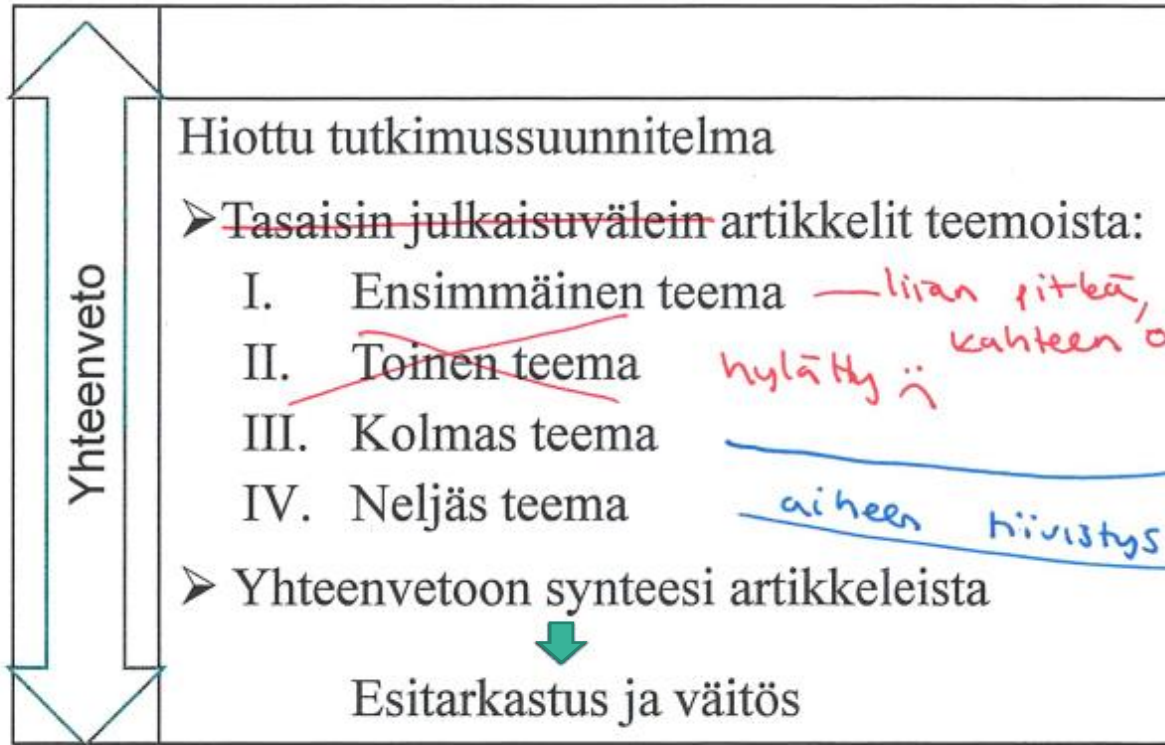 Yhteenveto
Hiottu tutkimussuunnitelma
➢Tasaisin julkaisuvälein artikkelit teemoista:
I. Ensimmäinen teema — liian pitkä,
kahteen o
II. Toinen teema hylätty :(
III. Kolmas teema
IV. Neljäs teema aiheen tiivistys
➢ Yhteenvetoon synteesi artikkeleista
Esitarkastus ja väitös